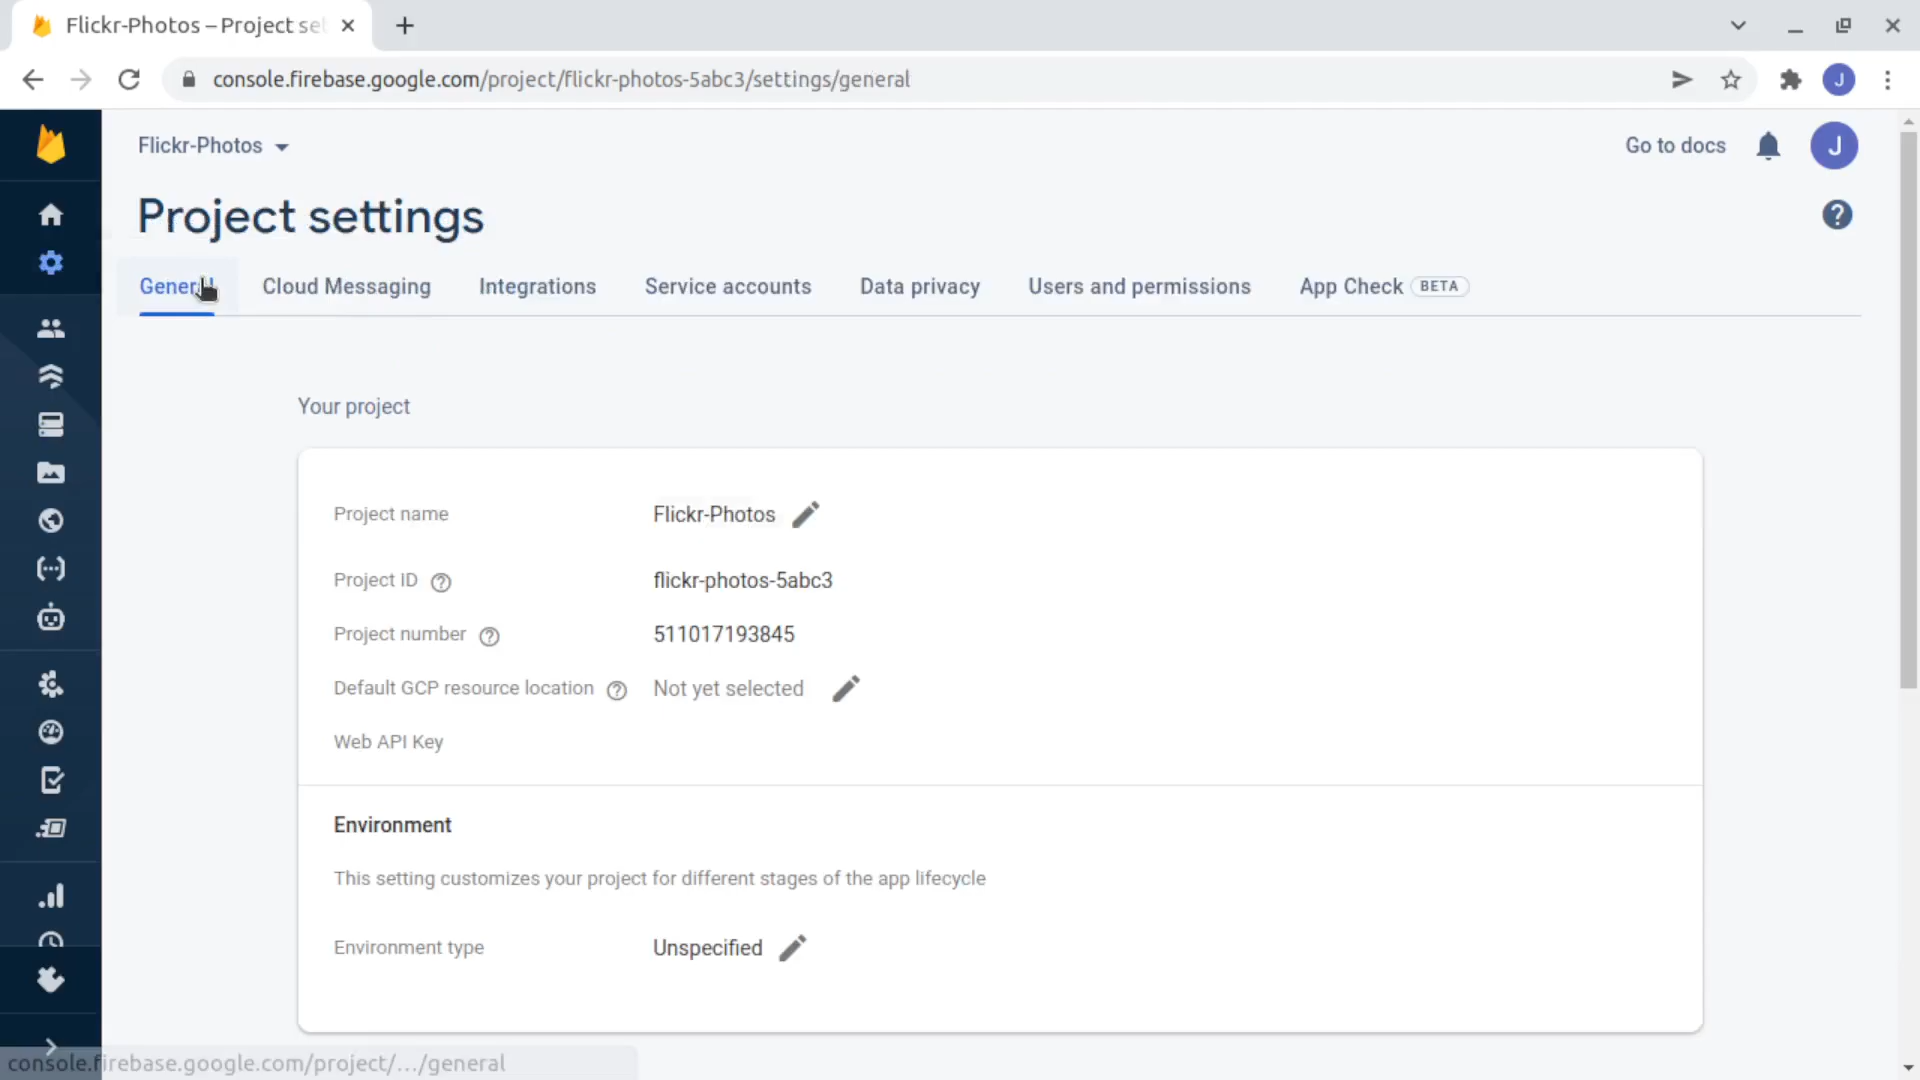 Flickr-Photos – Project set
console.firebase.google.com/project/flickr-photos-5abc3/settings/general
J
Flickr-Photos
Go to docs
J
Project settings
General
Cloud Messaging
Integrations
Service accounts
Data privacy
Users and permissions
App Check BETA
Your project
Project name
Flickr-Photos
Project ID
flickr-photos-5abc3
Project number
511017193845
Default GCP resource location
Not yet selected
Web API Key
Environment
This setting customizes your project for different stages of the app lifecycle
Environment type
Unspecified
console.firebase.google.com/project/.../general